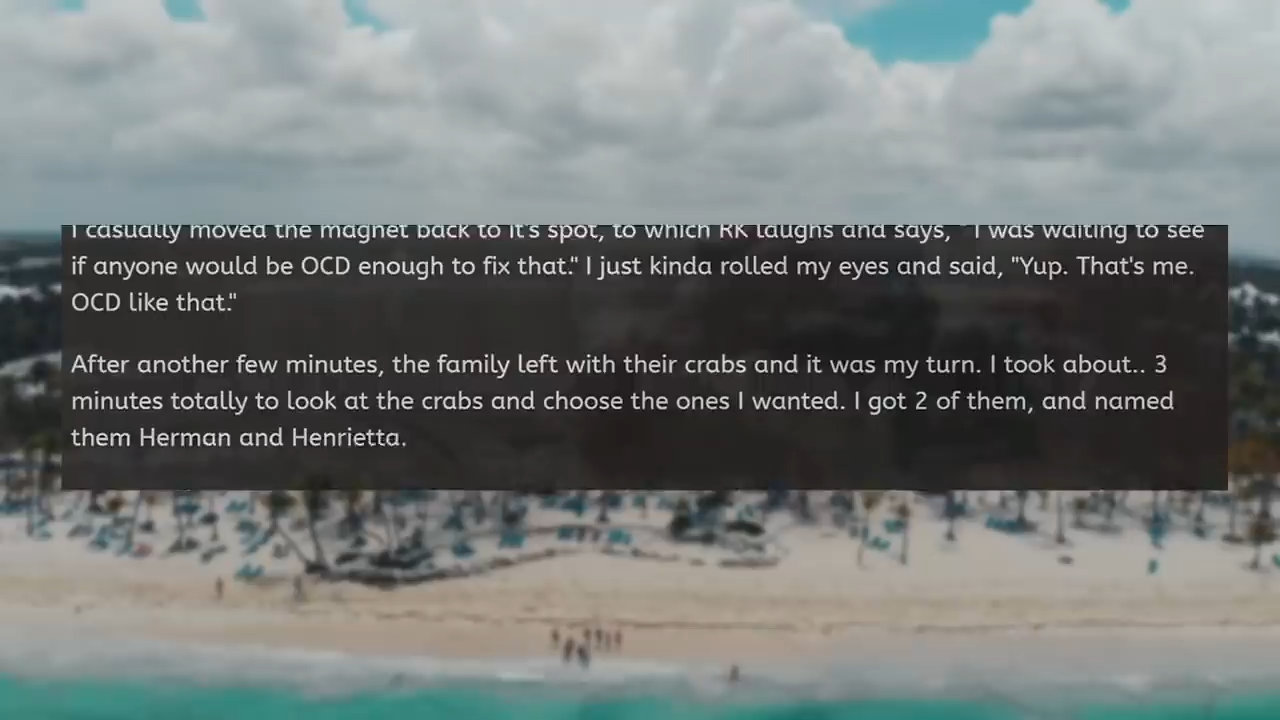 I casually moved the magnet back to it's spot, to which RK laughs and says, "I was waiting to see
if anyone would be OCD enough to fix that." I just kinda rolled my eyes and said, "Yup. That's me.
OCD like that."
After another few minutes, the family left with their crabs and it was my turn. I took about.. 3
minutes totally to look at the crabs and choose the ones I wanted. I got 2 of them, and named
them Herman and Henrietta.